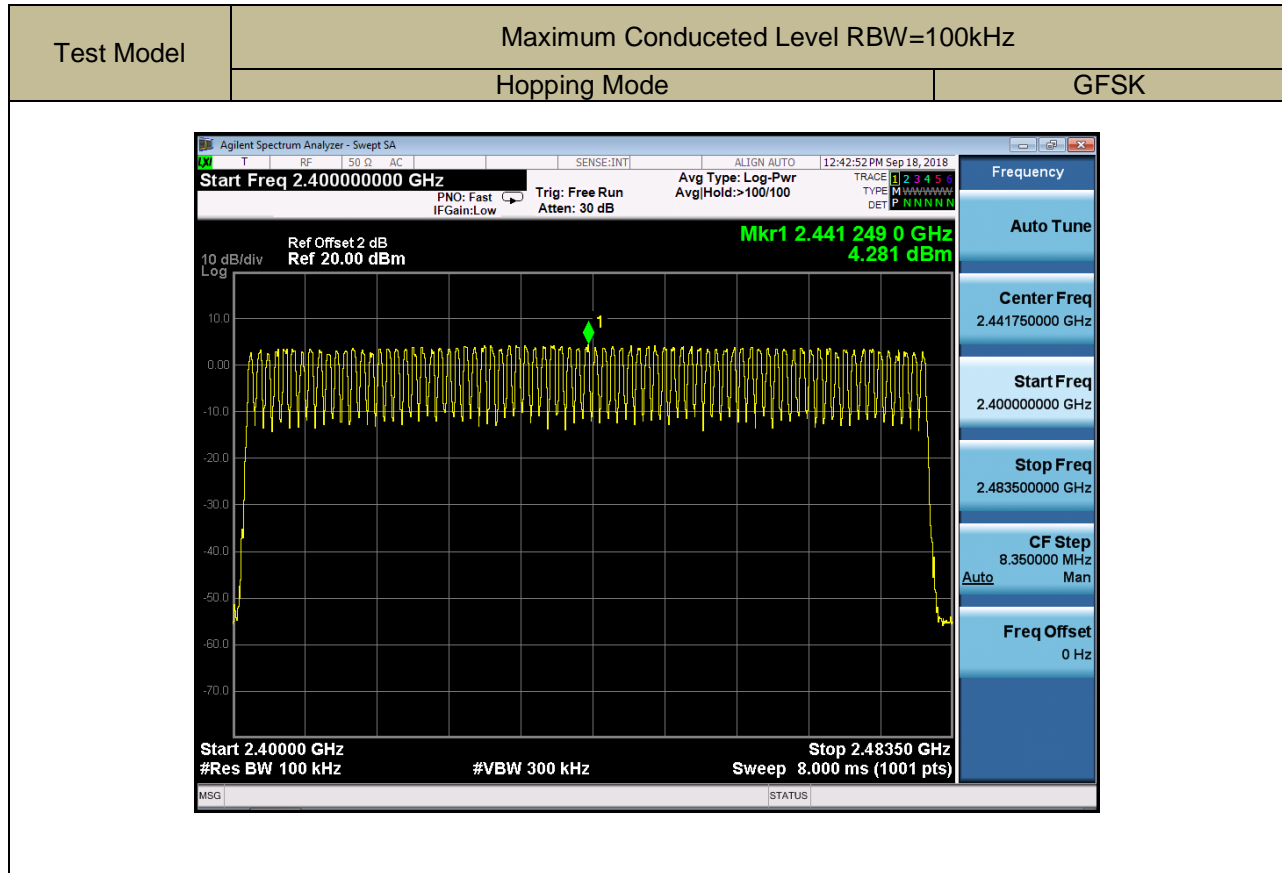 Test Model
Maximum Conduceted Level RBW=100kHz
Hopping Mode
GFSK
Agilent Spectrum Analyzer - Swept SA
LXI T RF 50 Ω AC SENSE:INT ALIGN AUTO 12:42:52 PM Sep 18, 2018
Start Freq 2.400000000 GHz
PNO: Fast
IFGain:Low
Trig: Free Run
Atten: 30 dB
Avg Type: Log-Pwr
Avg|Hold:>100/100
TRACE 1 2 3 4 5 6
TYPE M WWWWW
DET P N N N N N
Mkr1 2.441 249 0 GHz
4.281 dBm
Ref Offset 2 dB
10 dB/div Ref 20.00 dBm
Log
1
10.0
0.00
-10.0
-20.0
-30.0
-40.0
-50.0
-60.0
-70.0
Start 2.40000 GHz
Stop 2.48350 GHz
#Res BW 100 kHz
#VBW 300 kHz
Sweep 8.000 ms (1001 pts)
MSG
STATUS
Frequency
Auto Tune
Center Freq
2.441750000 GHz
Start Freq
2.400000000 GHz
Stop Freq
2.483500000 GHz
CF Step
8.350000 MHz
Auto Man
Freq Offset
0 Hz